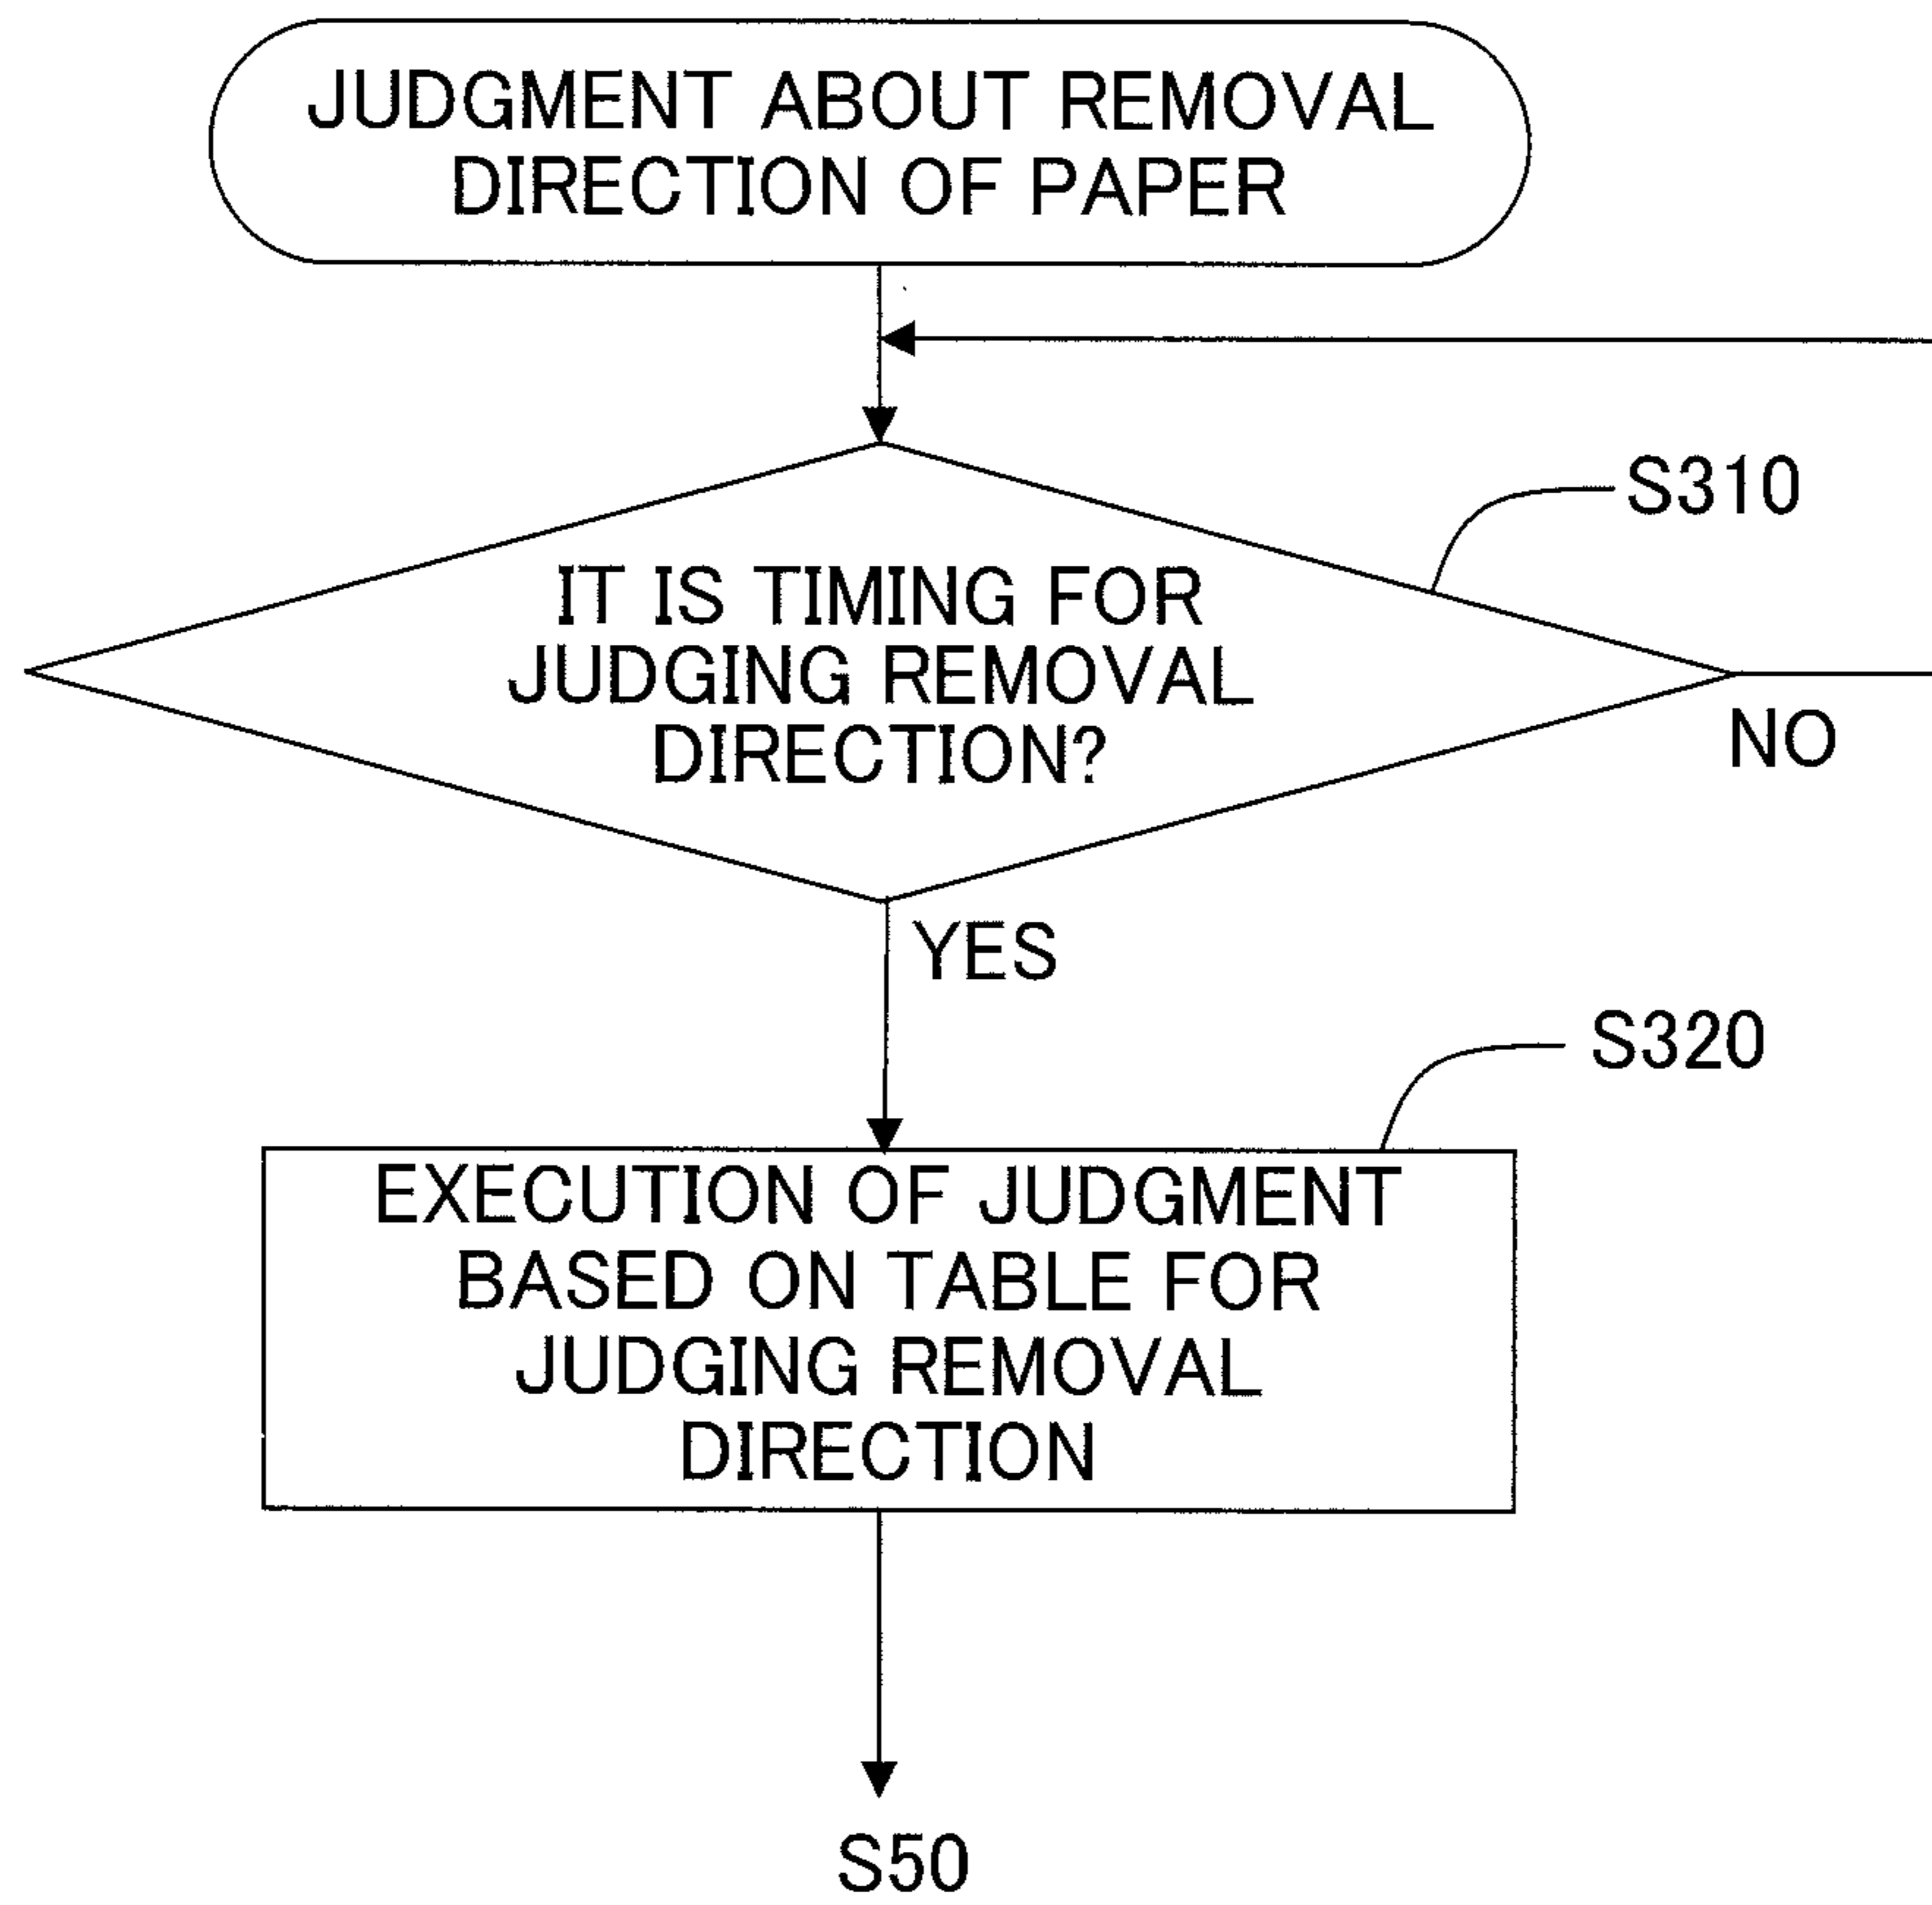 JUDGMENT ABOUT REMOVAL
DIRECTION OF PAPER
S310
IT IS TIMING FOR
JUDGING REMOVAL
DIRECTION?
NO
YES
S320
EXECUTION OF JUDGMENT
BASED ON TABLE FOR
JUDGING REMOVAL
DIRECTION
S50